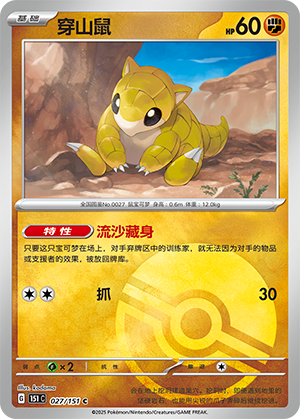 基础
穿山鼠
HP60
全国图鉴No.0027 鼠宝可梦 身高：0.6m 体重：12.0kg
特性 流沙藏身
只要这只宝可梦在场上，对手弃牌区中的训练家，就无法因为对手的物品
或支援者的效果，被放回牌库。
抓 30
弱点 ×2 抵抗力 撤退
Illus. kodama
G 151 C 027/151 C
©2025 Pokémon/Nintendo/Creatures/GAME FREAK.